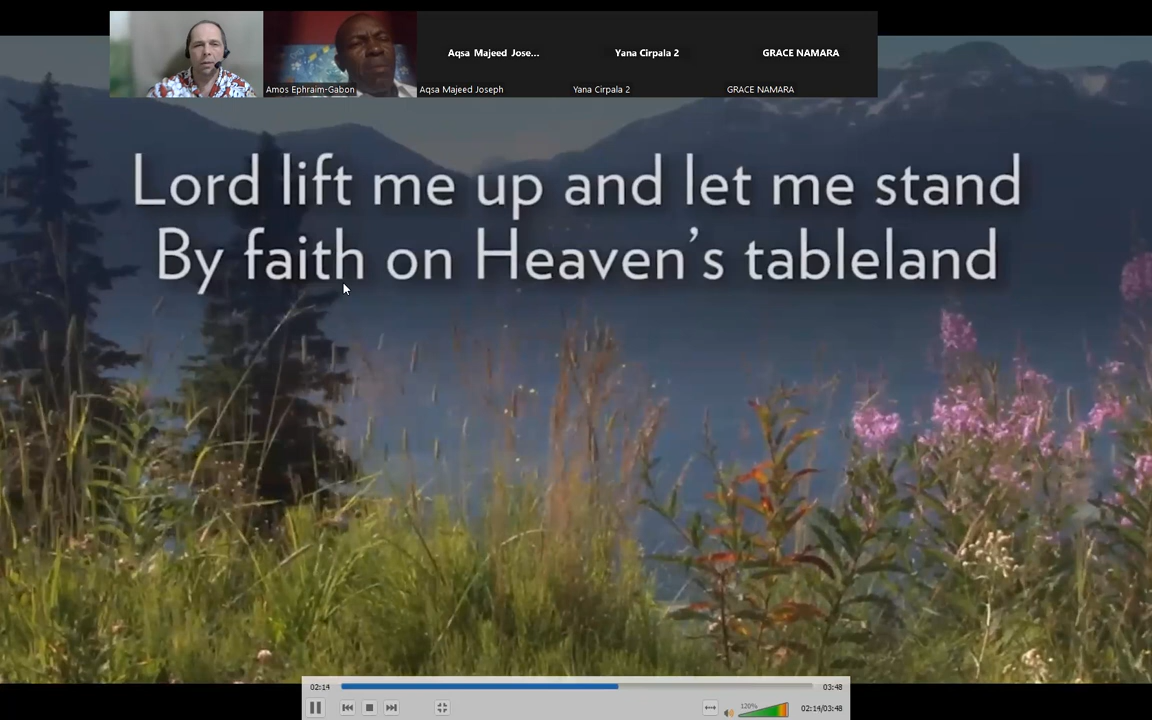 Aqsa Majeed Jose...
Yana Cirpala 2
GRACE NAMARA
Amos Ephraim-Gabon
Aqsa Majeed Joseph
Yana Cirpala 2
GRACE NAMARA
Lord lift me up and let me stand
By faith on Heaven's tableland
02:14
03:48
120%
02:14/03:48